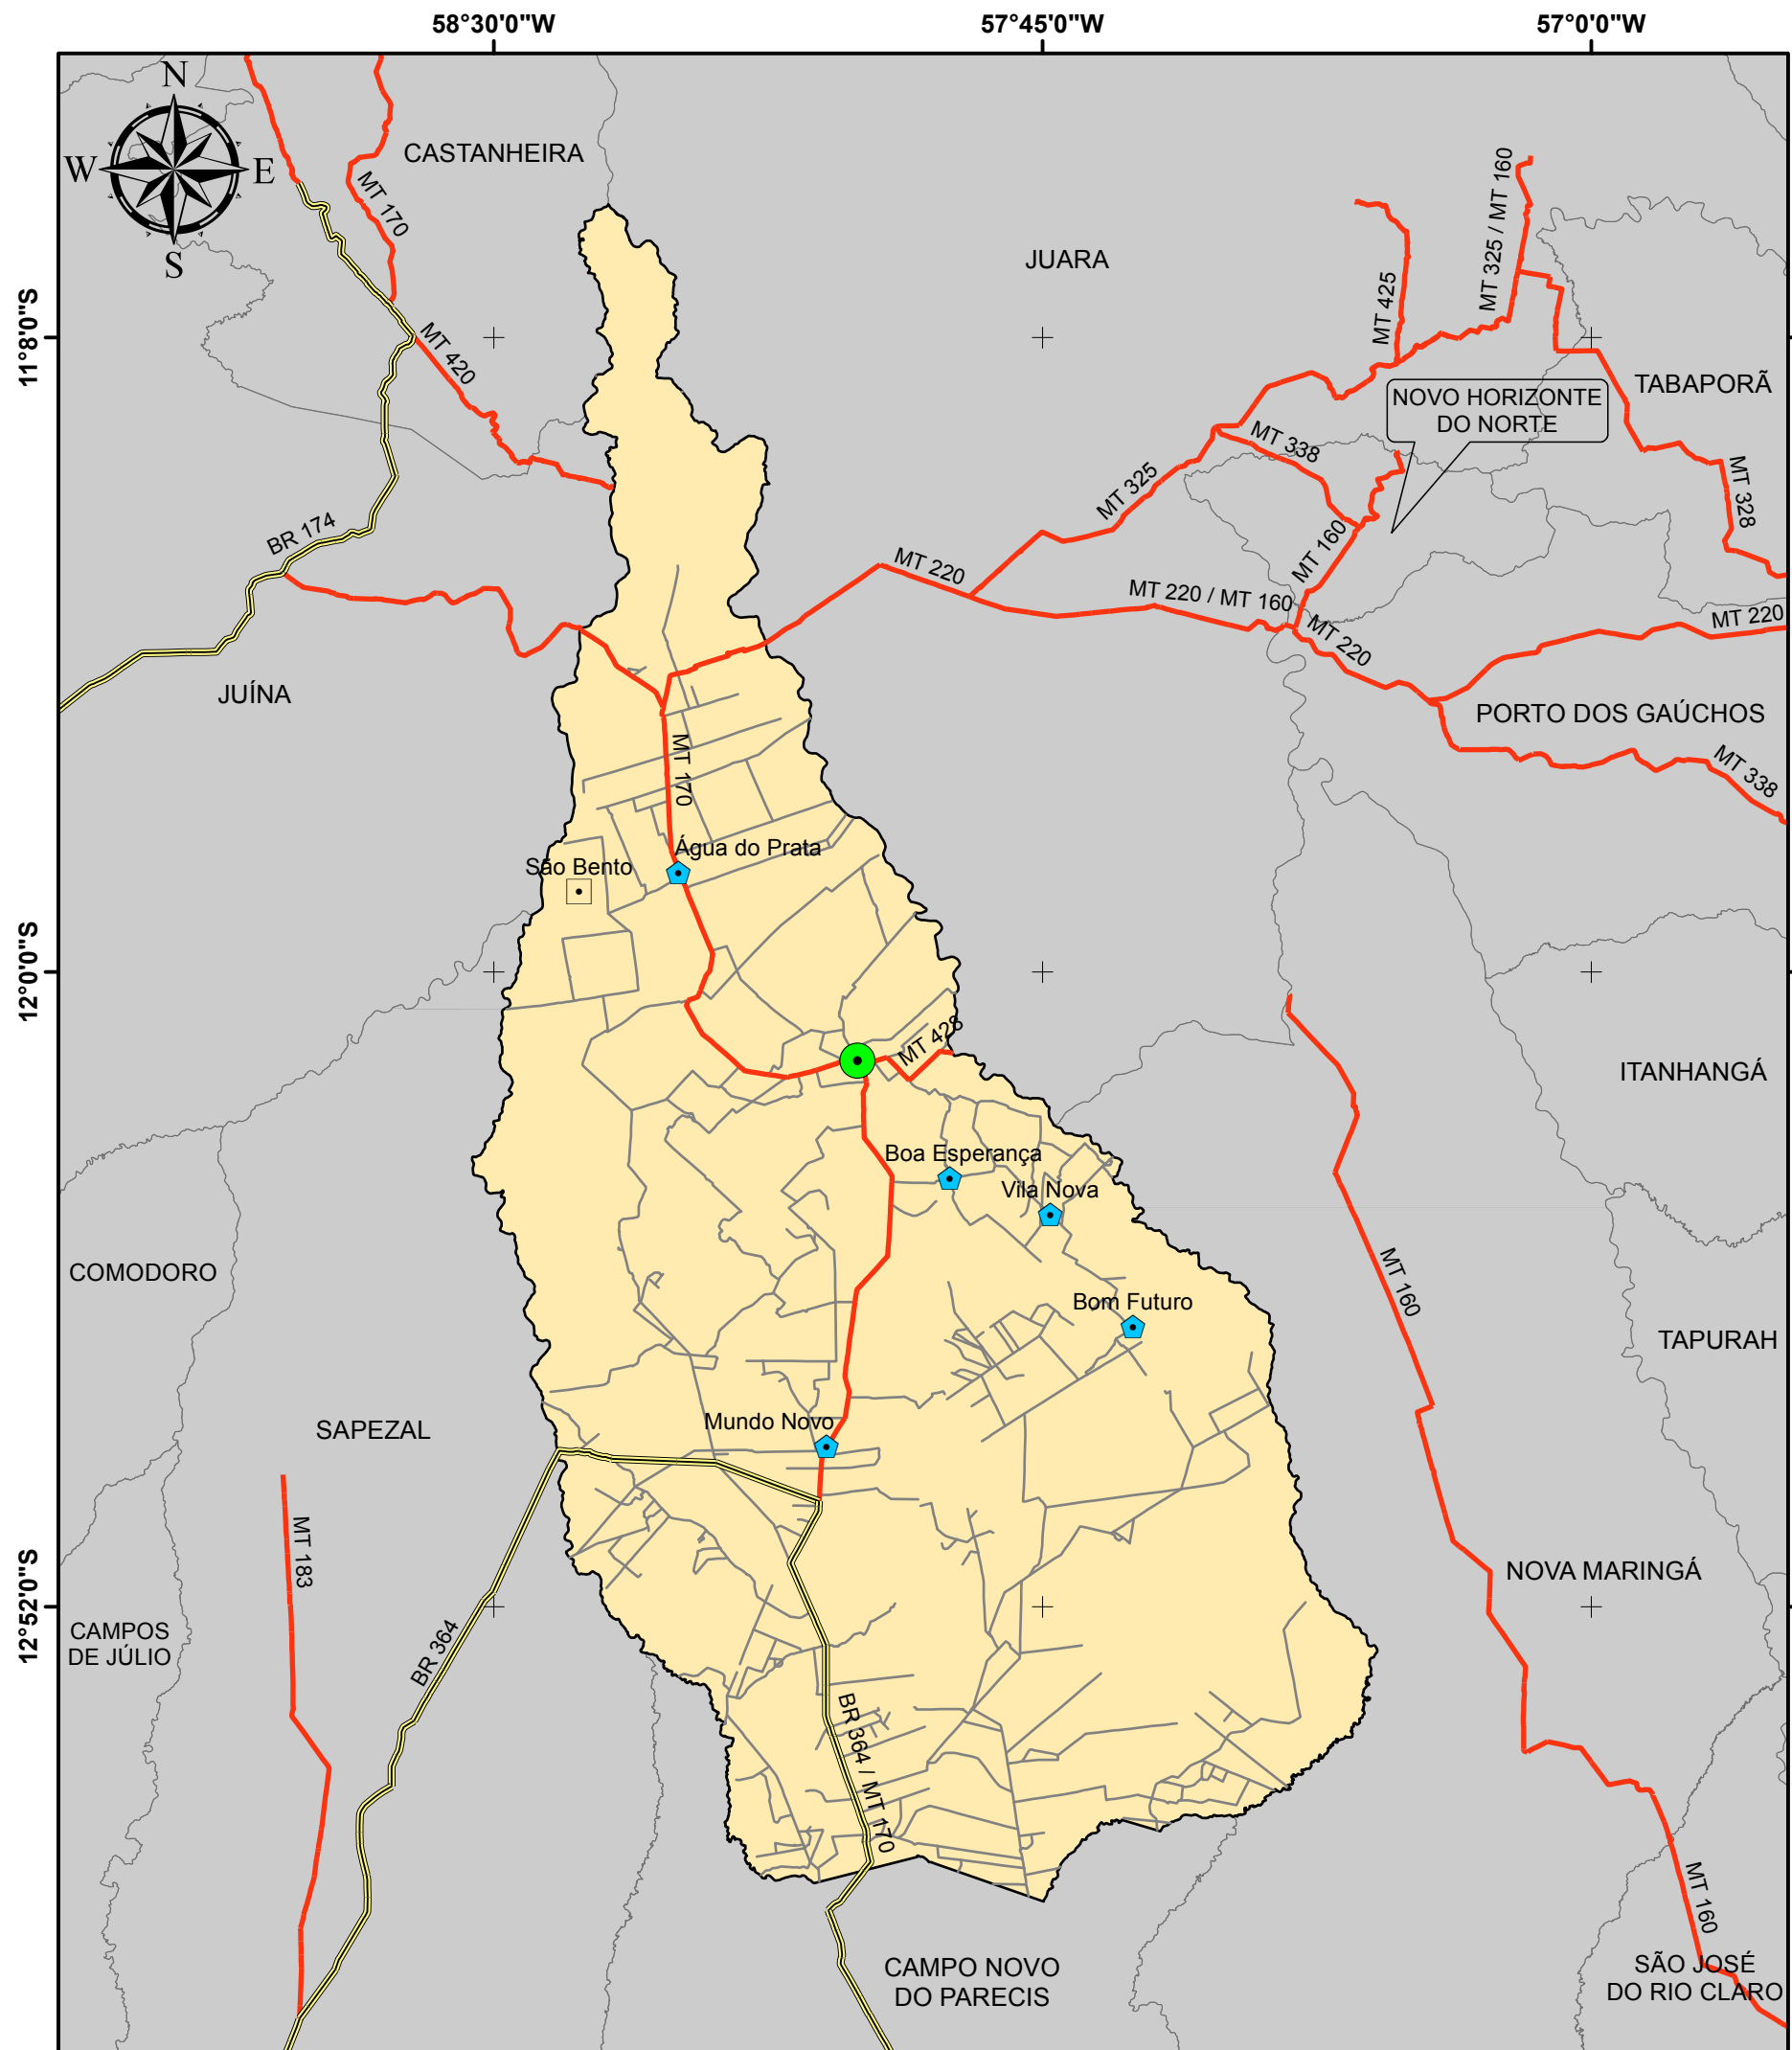 58°30'0"W
57°45'0"W
57°0'0"W
N
W
E
S
CASTANHEIRA
MT 170
JUARA
MT 425
MT 325 / MT 160
11°8'0"S
MT 420
TABAPORÃ
NOVO HORIZONTE
DO NORTE
MT 338
MT 325
MT 328
BR 174
MT 160
MT 220
MT 220 / MT 160
MT 220
MT 220
JUÍNA
PORTO DOS GAÚCHOS
MT 170
MT 338
Água do Prata
São Bento
12°0'0"S
MT 428
ITANHANGÁ
Boa Esperança
Vila Nova
COMODORO
MT 160
Bom Futuro
TAPURAH
Mundo Novo
SAPEZAL
MT 183
NOVA MARINGÁ
12°52'0"S
CAMPOS
DE JÚLIO
BR 364
BR 364 / MT 170
MT 160
CAMPO NOVO
DO PARECIS
SÃO JOSÉ
DO RIO CLARO